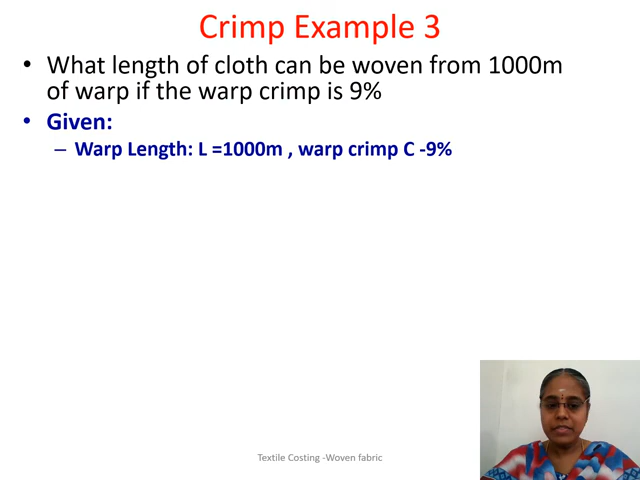 Crimp Example 3
• What length of cloth can be woven from 1000m
of warp if the warp crimp is 9%
• Given:
– Warp Length: L =1000m , warp crimp C -9%
Textile Costing -Woven fabric